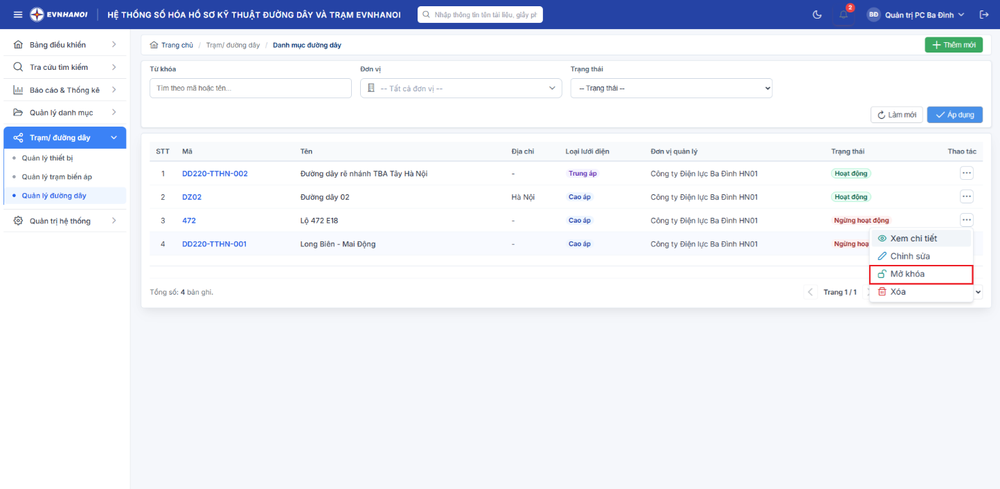 EVNHANOI
HỆ THỐNG SỐ HÓA HỒ SƠ KỸ THUẬT ĐƯỜNG DÂY VÀ TRẠM EVNHANOI
Nhập thông tin tên tài liệu, giấy ph
2
BĐ
Quản trị PC Ba Đình
Bảng điều khiển
Tra cứu tìm kiếm
Báo cáo & Thống kê
Quản lý danh mục
Trạm/ đường dây
Quản lý thiết bị
Quản lý trạm biến áp
Quản lý đường dây
Quản trị hệ thống
Trang chủ / Trạm/ đường dây / Danh mục đường dây
Thêm mới
Từ khóa
Tìm theo mã hoặc tên...
Đơn vị
-- Tất cả đơn vị --
Trạng thái
-- Trạng thái --
Làm mới
Áp dụng
STT Mã Tên Địa chỉ Loại lưới điện Đơn vị quản lý Trạng thái Thao tác
1 DD220-TTHN-002 Đường dây rẽ nhánh TBA Tây Hà Nội - Trung áp Công ty Điện lực Ba Đình HN01 Hoạt động
2 DZ02 Đường dây 02 Hà Nội Cao áp Công ty Điện lực Ba Đình HN01 Hoạt động
3 472 Lộ 472 E18 - Cao áp Công ty Điện lực Ba Đình HN01 Ngừng hoạt động
4 DD220-TTHN-001 Long Biên - Mai Động - Cao áp Công ty Điện lực Ba Đình HN01 Ngừng hoạ
Xem chi tiết
Chỉnh sửa
Mở khóa
Xóa
Tổng số: 4 bản ghi.
Trang 1 / 1